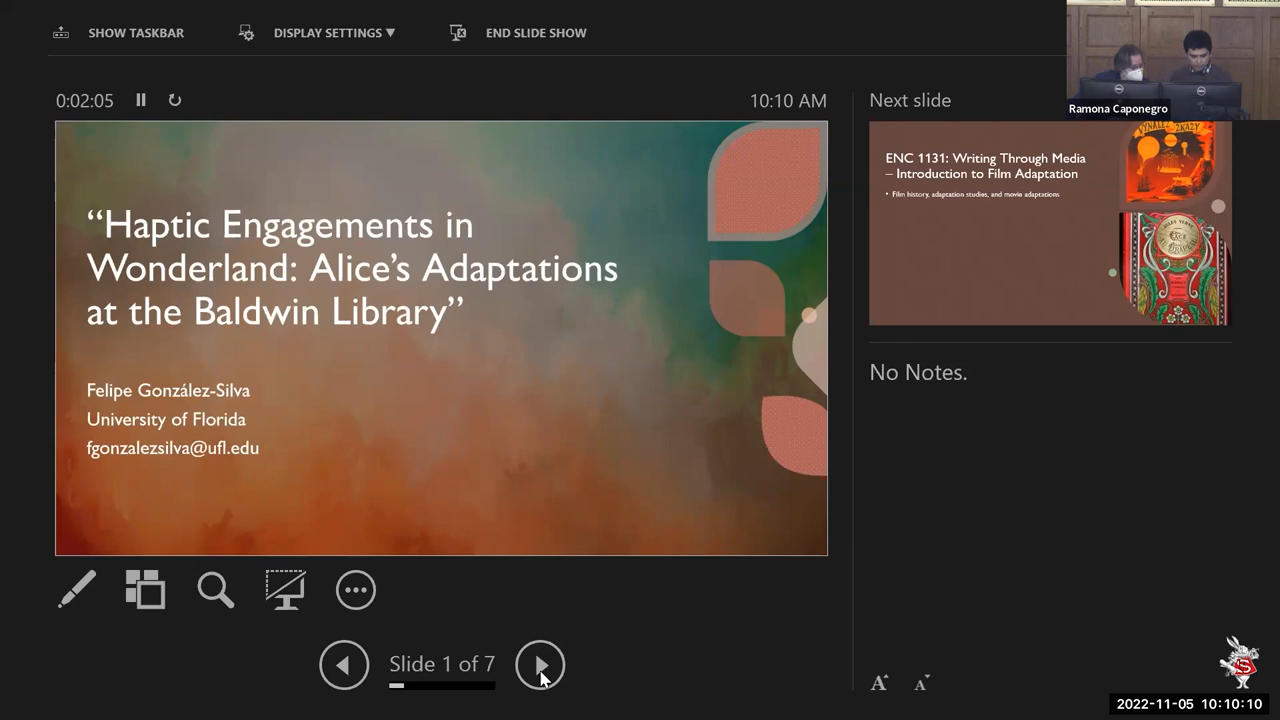 SHOW TASKBAR
DISPLAY SETTINGS ▼
END SLIDE SHOW
Ramona Caponegro
0:02:05
10:10 AM
Next slide
“Haptic Engagements in
Wonderland: Alice’s Adaptations
at the Baldwin Library”
Felipe González-Silva
University of Florida
fgonzalezsilva@ufl.edu
ENC 1131: Writing Through Media
– Introduction to Film Adaptation
• Film history, adaptation studies, and movie adaptations
JULES VERNE
No Notes.
Slide 1 of 7
A A
S
2022-11-05 10:10:10